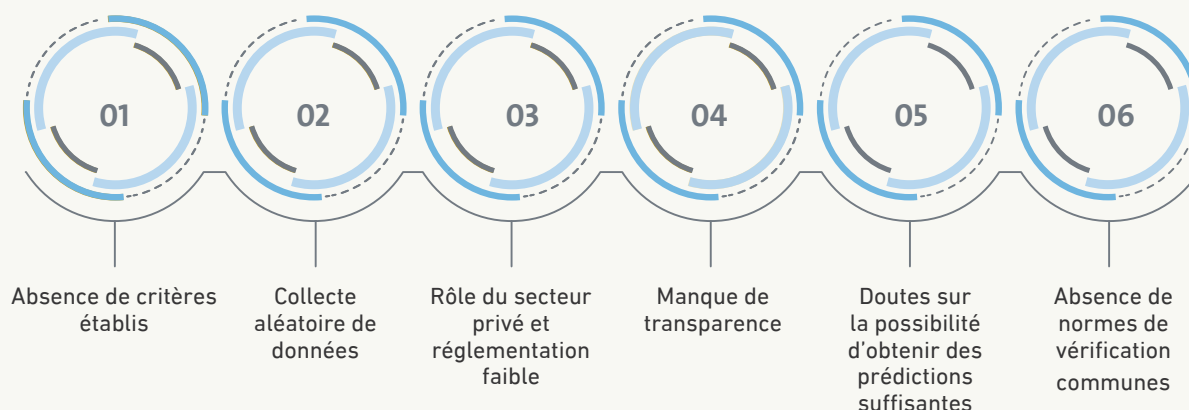 01
Absence de critères
établis
02
Collecte
aléatoire de
données
03
Rôle du secteur
privé et
réglementation
faible
04
Manque de
transparence
05
Doutes sur
la possibilité
d'obtenir des
prédictions
suffisantes
06
Absence de
normes de
vérification
communes